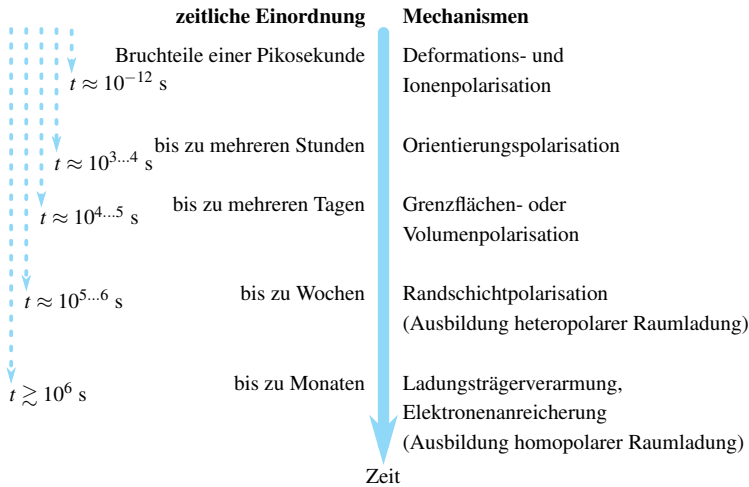 zeitliche Einordnung Mechanismen
Bruchteile einer Pikosekunde Deformations- und
t ≈ 10⁻¹² s Ionenpolarisation
bis zu mehreren Stunden Orientierungspolarisation
t ≈ 10³···⁴ s
bis zu mehreren Tagen Grenzflächen- oder
t ≈ 10⁴···⁵ s Volumenpolarisation
bis zu Wochen Randschichtpolarisation
t ≈ 10⁵···⁶ s (Ausbildung heteropolarer Raumladung)
bis zu Monaten Ladungsträgerverarmung,
t ≳ 10⁶ s Elektronenanreicherung
(Ausbildung homopolarer Raumladung)
Zeit